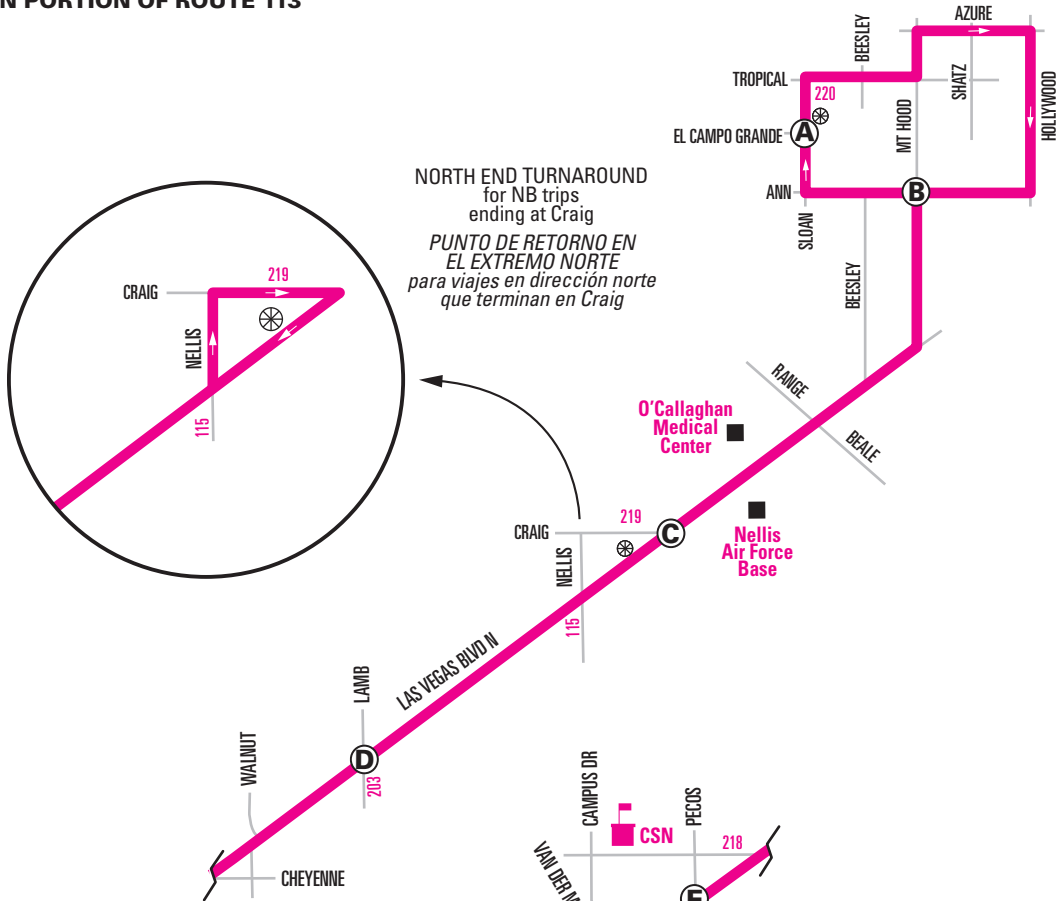 N PORTION OF ROUTE 113
AZURE
BEESLEY
TROPICAL
SHATZ
HOLLYWOOD
220
MT HOOD
EL CAMPO GRANDE
A
ANN
B
SLOAN
BEESLEY
NORTH END TURNAROUND
for NB trips
ending at Craig
PUNTO DE RETORNO EN
EL EXTREMO NORTE
para viajes en dirección norte
que terminan en Craig
219
CRAIG
NELLIS
115
RANGE
BEALE
O'Callaghan
Medical
Center
219
CRAIG
C
Nellis
Air Force
Base
NELLIS
115
LAS VEGAS BLVD N
LAMB
D
203
WALNUT
CHEYENNE
CAMPUS DR
PECOS
CSN
218
VAN DER M
E